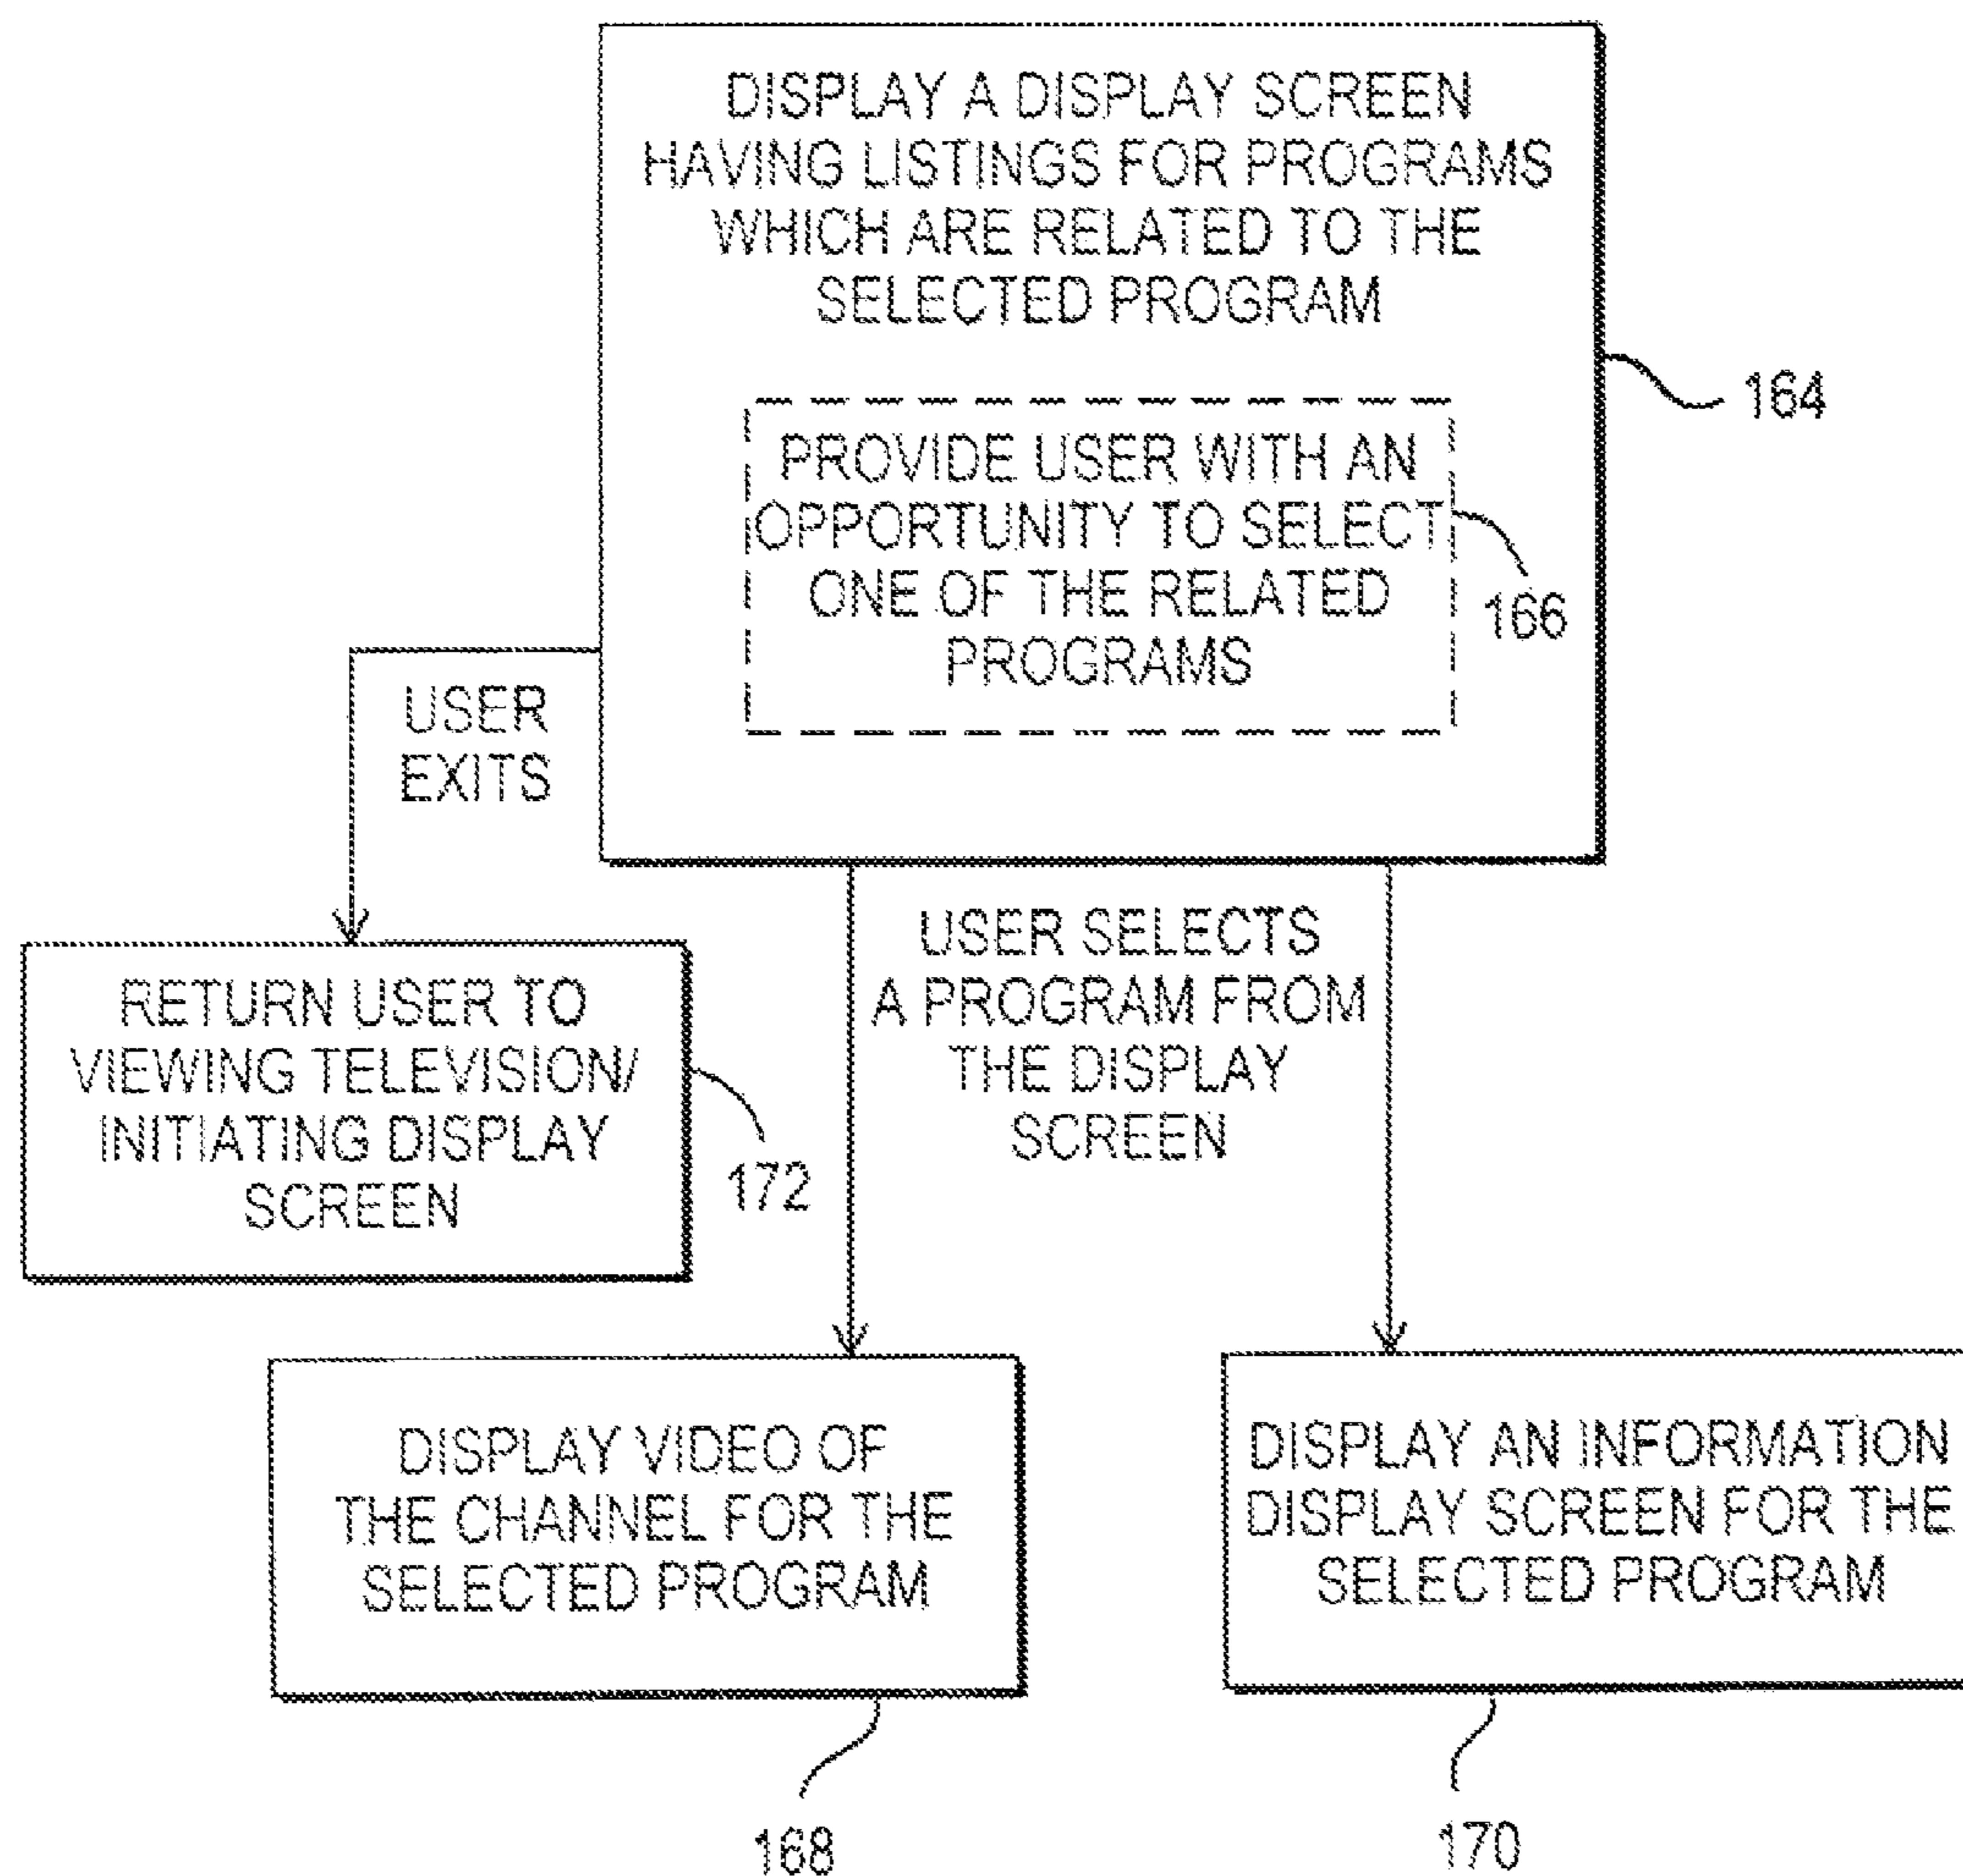 DISPLAY A DISPLAY SCREEN
HAVING LISTINGS FOR PROGRAMS
WHICH ARE RELATED TO THE
SELECTED PROGRAM
164
PROVIDE USER WITH AN
OPPORTUNITY TO SELECT
ONE OF THE RELATED
PROGRAMS
166
USER
EXITS
RETURN USER TO
VIEWING TELEVISION/
INITIATING DISPLAY
SCREEN
172
USER SELECTS
A PROGRAM FROM
THE DISPLAY
SCREEN
DISPLAY VIDEO OF
THE CHANNEL FOR THE
SELECTED PROGRAM
168
DISPLAY AN INFORMATION
DISPLAY SCREEN FOR THE
SELECTED PROGRAM
170